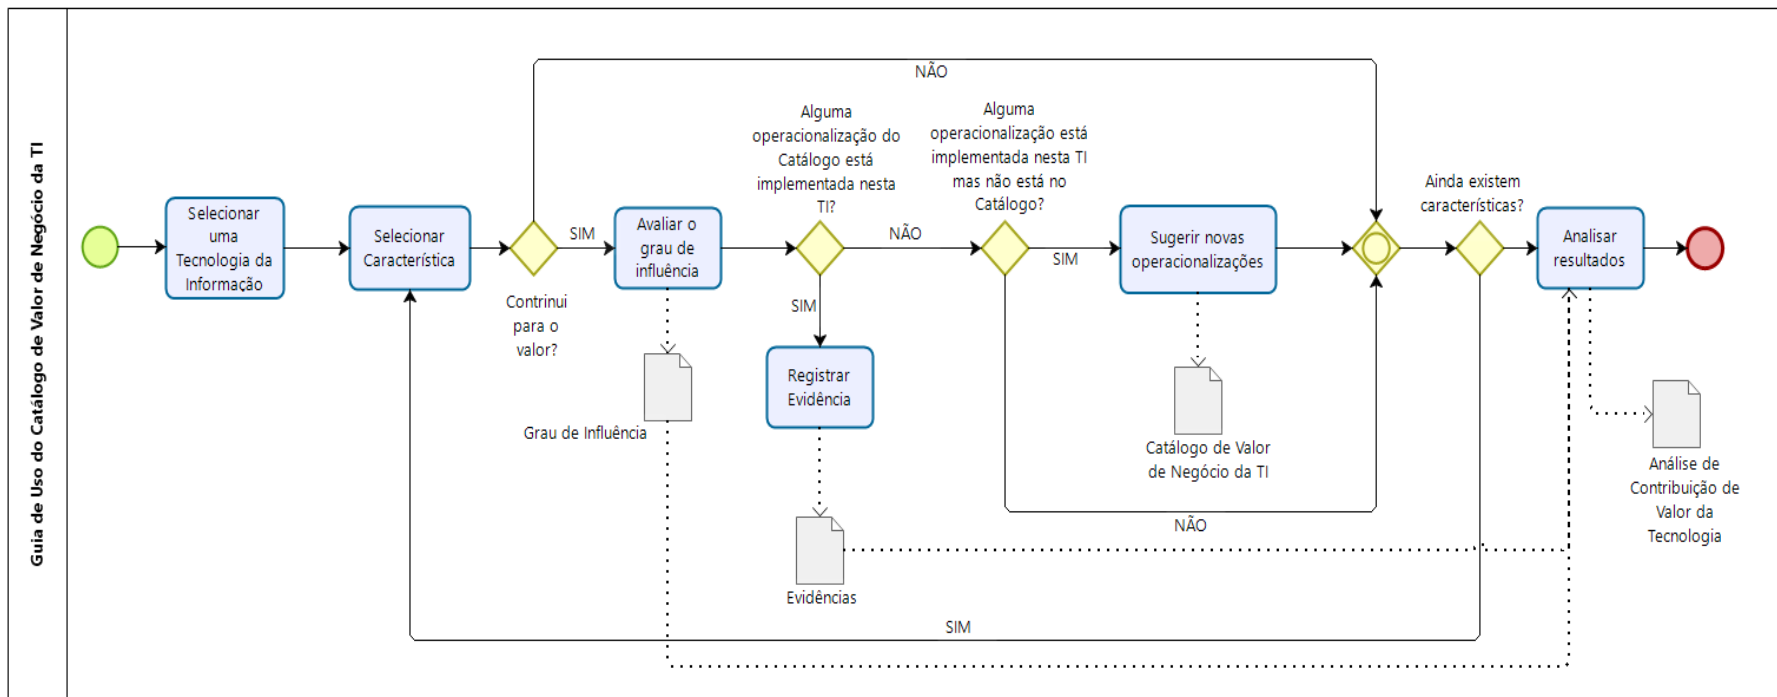 Guia de Uso do Catálogo de Valor de Negócio da TI
Selecionar
uma
Tecnologia da
Informação
Selecionar
Característica
Contrinui
para o
valor?
NÃO
SIM
Avaliar o
grau de
influência
Grau de Influência
Alguma
operacionalização do
Catálogo está
implementada nesta
TI?
NÃO
SIM
Registrar
Evidência
Evidências
Alguma
operacionalização está
implementada nesta TI
mas não está no
Catálogo?
SIM
NÃO
Sugerir novas
operacionalizações
Catálogo de Valor
de Negócio da TI
Ainda existem
características?
SIM
Analisar
resultados
Análise de
Contribuição de
Valor da
Tecnologia